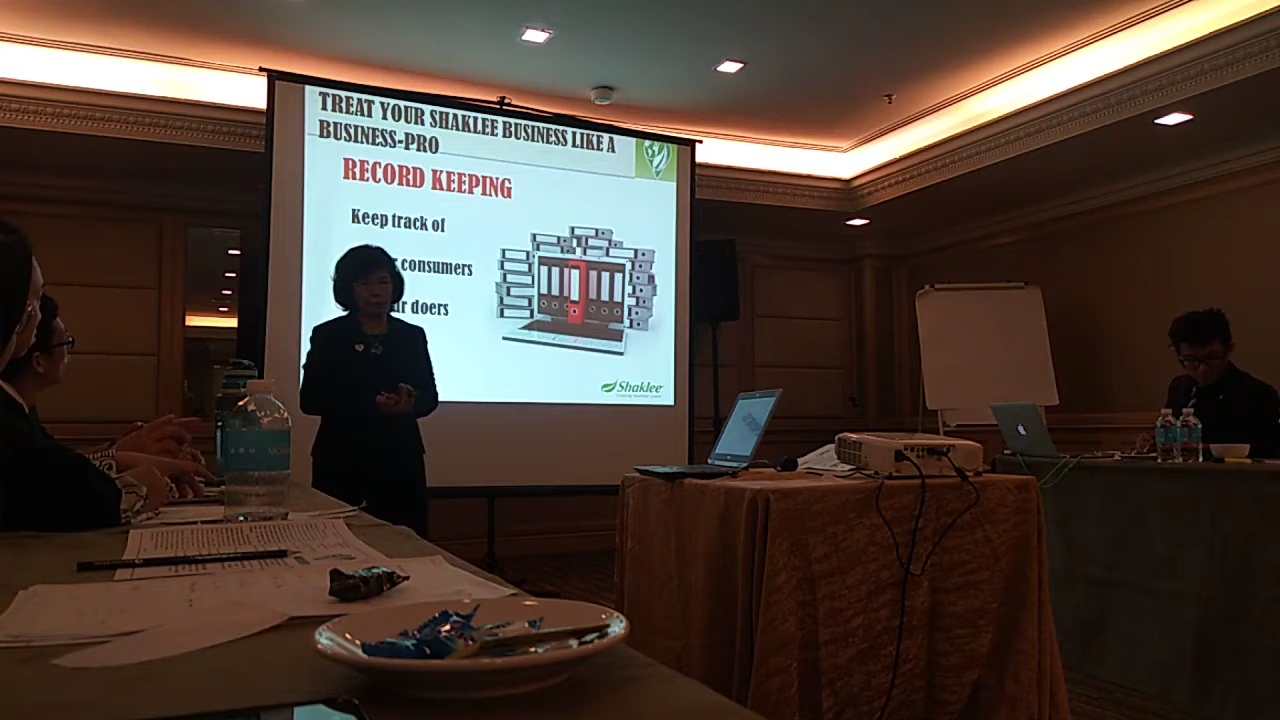 TREAT YOUR SHAKLEE BUSINESS LIKE A
BUSINESS-PRO
RECORD KEEPING
Keep track of
consumers
doers
Shaklee